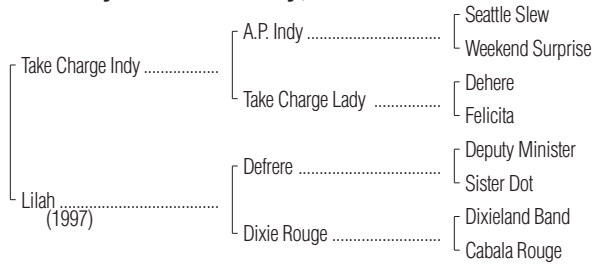 Seattle Slew
A.P. Indy ........................
Weekend Surprise
Take Charge Indy .................
Dehere
Take Charge Lady ................
Felicita
Deputy Minister
Defrere ..........................
Sister Dot
Lilah ....................................
(1997)
Dixieland Band
Dixie Rouge .....................
Cabala Rouge